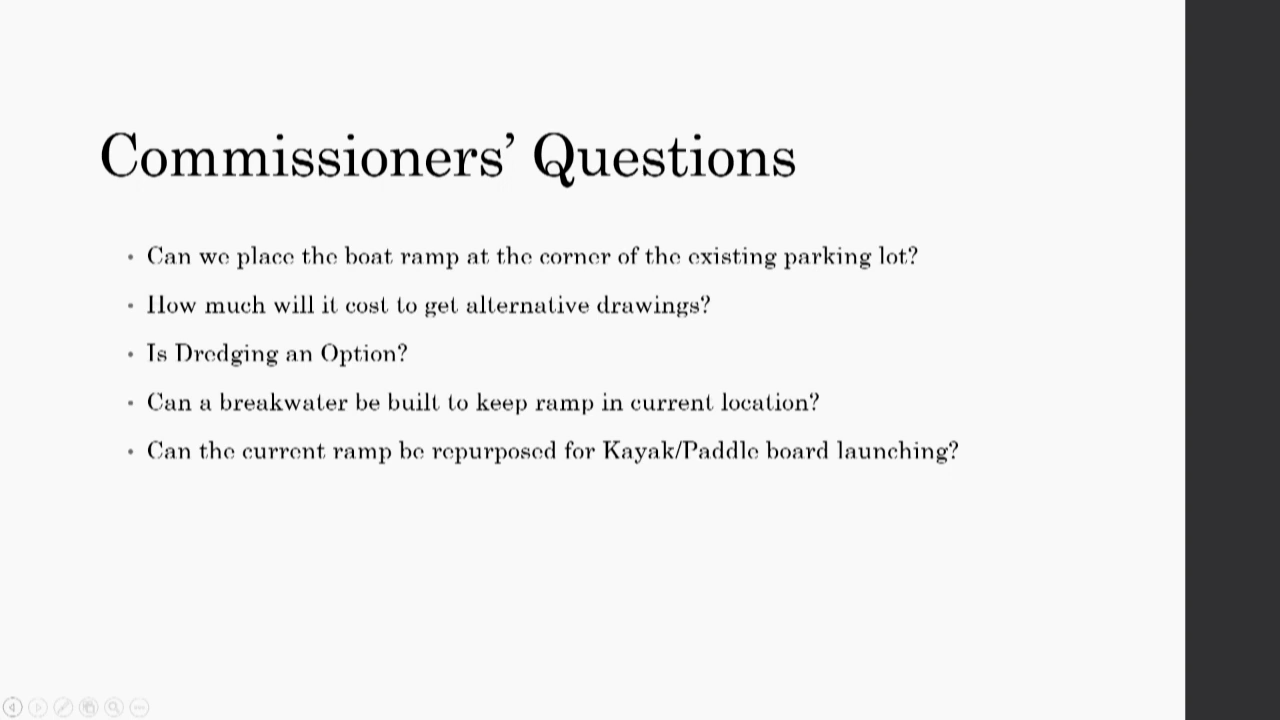 Commissioners’ Questions
• Can we place the boat ramp at the corner of the existing parking lot?
• How much will it cost to get alternative drawings?
• Is Dredging an Option?
• Can a breakwater be built to keep ramp in current location?
• Can the current ramp be repurposed for Kayak/Paddle board launching?